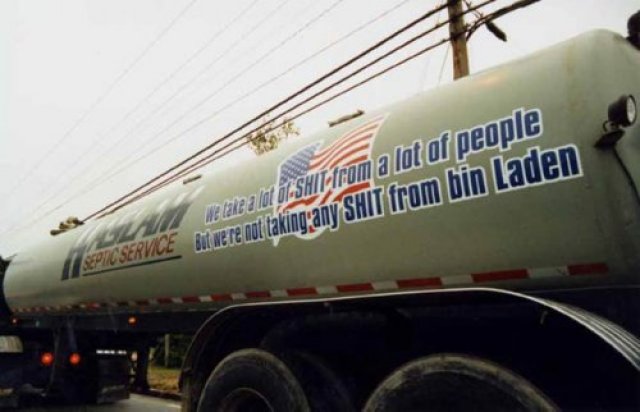 HASLAM
SEPTIC SERVICE
We take a lot of SHIT from a lot of people
But we're not taking any SHIT from bin Laden